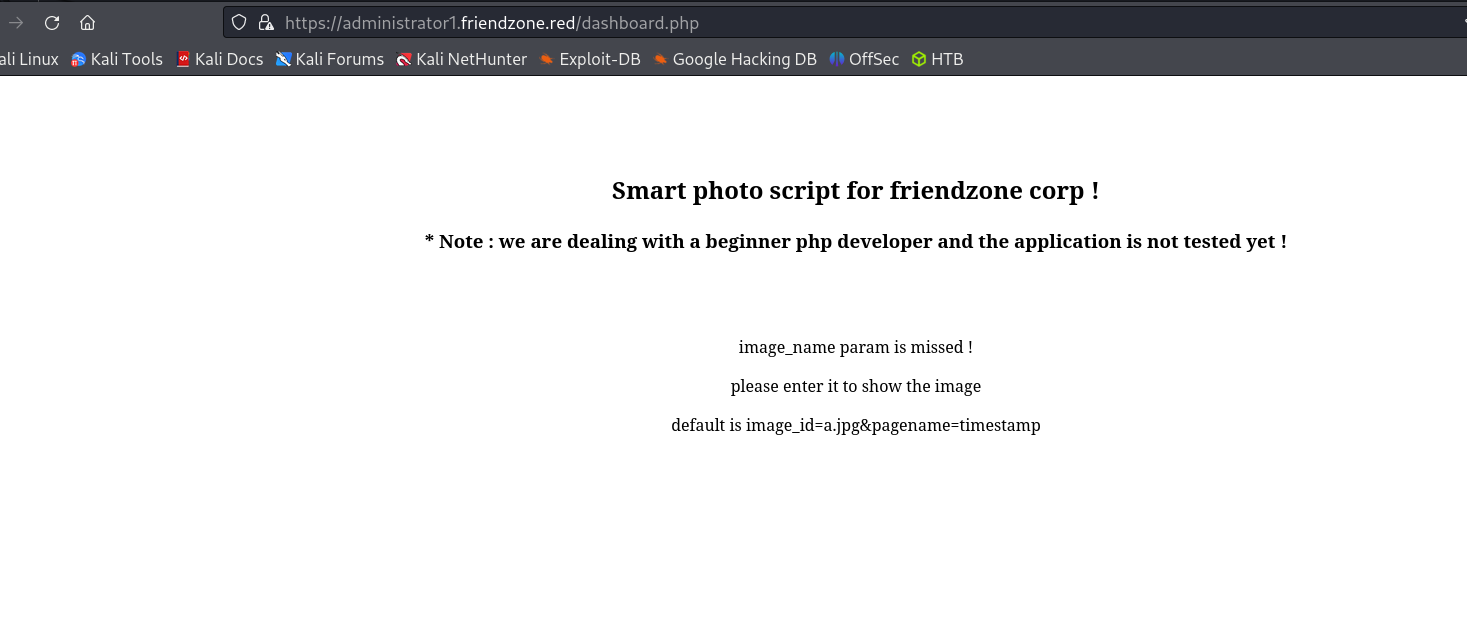 https://administrator1.friendzone.red/dashboard.php
ali Linux Kali Tools Kali Docs Kali Forums Kali NetHunter Exploit-DB Google Hacking DB OffSec HTB
Smart photo script for friendzone corp !
* Note : we are dealing with a beginner php developer and the application is not tested yet !
image_name param is missed !
please enter it to show the image
default is image_id=a.jpg&pagename=timestamp